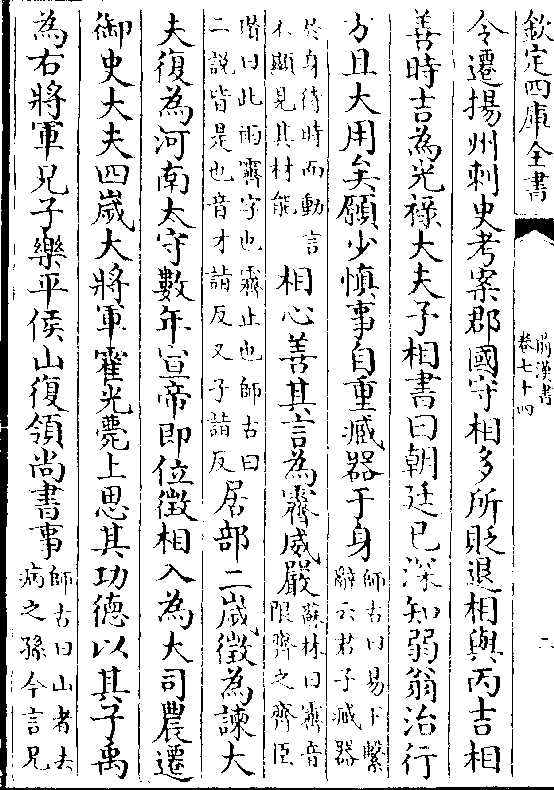 欽定四庫全書
前漢書
卷七十四
二
令遷揚州刺史考案郡國守相多所貶退相與丙吉相
善時吉為光祿大夫予相書曰朝廷已深知弱翁治行
方且大用矣願少慎事自重臧器于身
師古曰易下繫
辭云君子臧器
於身待時而動言
不顯見其材能
相心善其言為霽威嚴
蘇林曰霽音
限齊之齊臣
瓚曰此雨霽字也霽止也師古曰
二說皆是也音才詣反又子詣反
居部二歲徵為諫大
夫復為河南太守數年宣帝即位徵相入為大司農遷
御史大夫四歲大將軍霍光薨上思其功德以其子禹
為右將軍兄子樂平侯山復領尚書事
師古曰山者去
病之孫今言兄